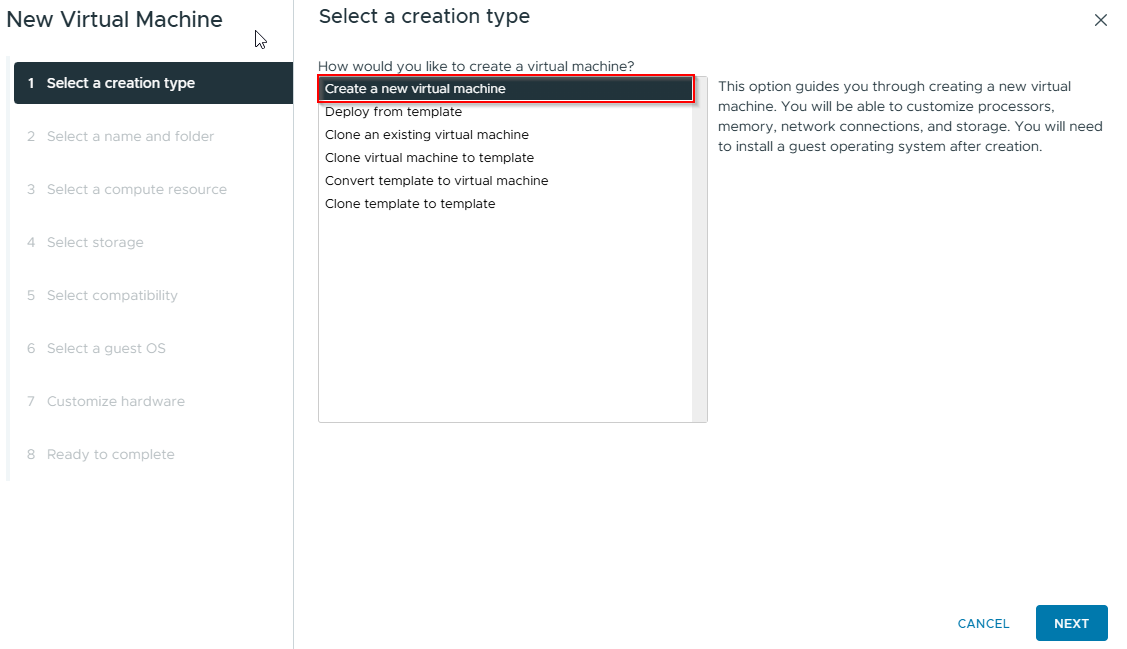 New Virtual Machine
1 Select a creation type
2 Select a name and folder
3 Select a compute resource
4 Select storage
5 Select compatibility
6 Select a guest OS
7 Customize hardware
8 Ready to complete
Select a creation type
How would you like to create a virtual machine?
Create a new virtual machine
Deploy from template
Clone an existing virtual machine
Clone virtual machine to template
Convert template to virtual machine
Clone template to template
This option guides you through creating a new virtual
machine. You will be able to customize processors,
memory, network connections, and storage. You will need
to install a guest operating system after creation.
CANCEL
NEXT